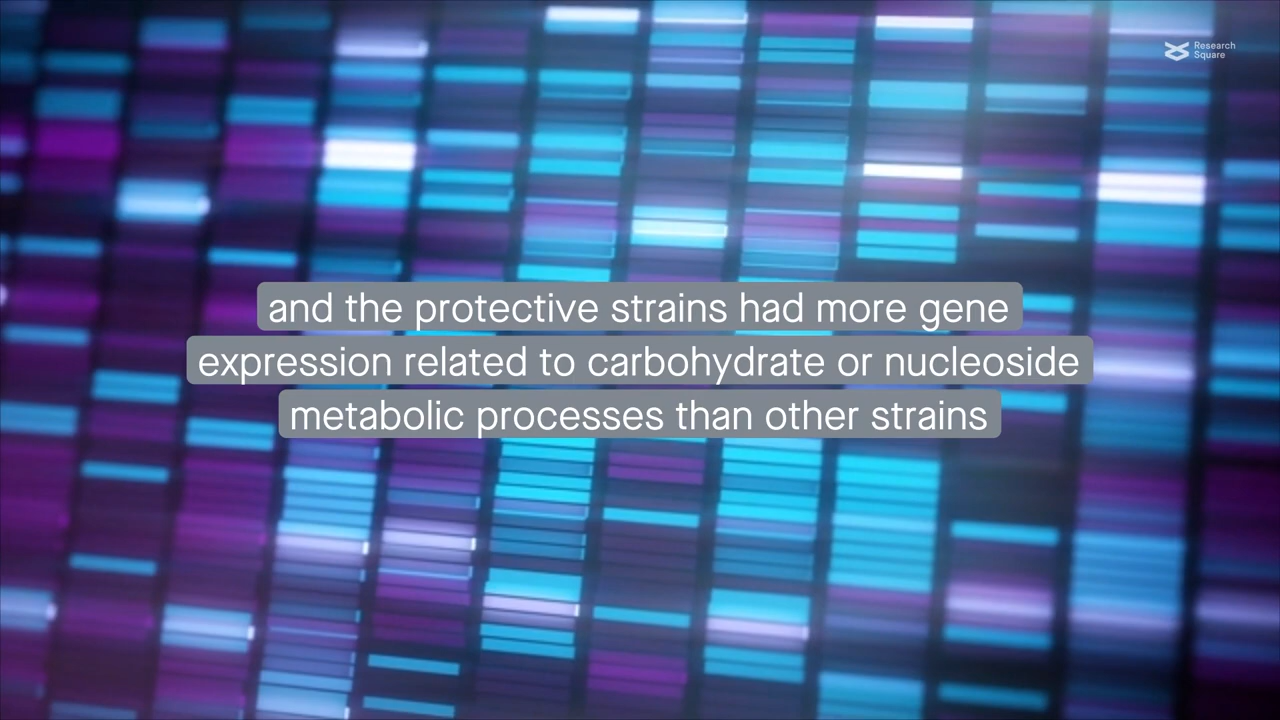 Research
Square
and the protective strains had more gene
expression related to carbohydrate or nucleoside
metabolic processes than other strains